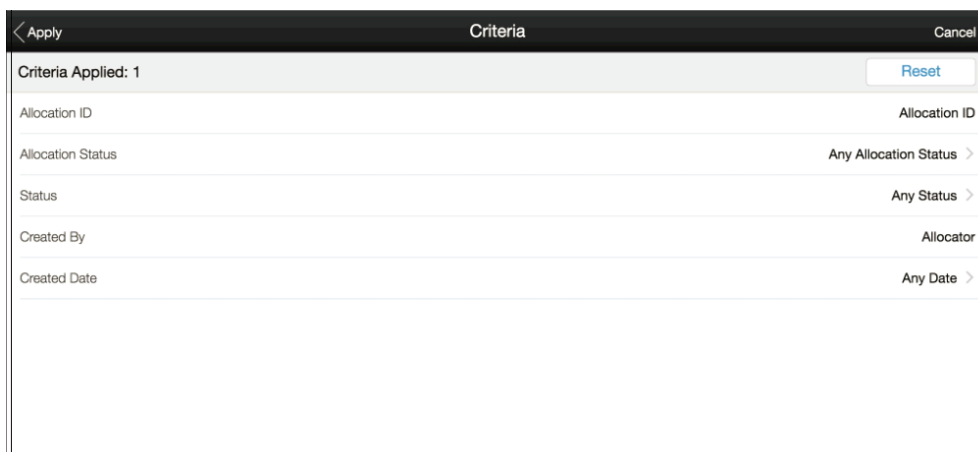 Apply Criteria Cancel
Criteria Applied: 1 Reset
Allocation ID Allocation ID
Allocation Status Any Allocation Status
Status Any Status
Created By Allocator
Created Date Any Date